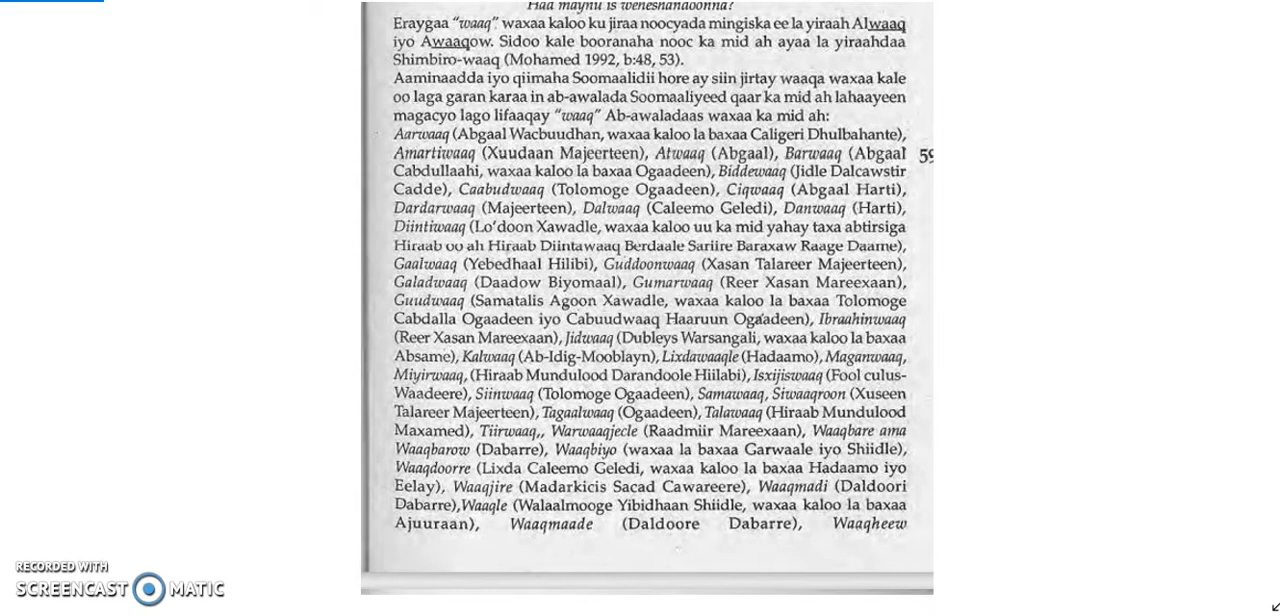 Haa maynu is weheshanaoonna?
Eraygaa "waaq" waxaa kaloo ku jiraa noocyada mingiska ee la yiraah Alwaaq
iyo Awaaqow. Sidoo kale booranaha nooc ka mid ah ayaa la yiraahdaa
Shimbiro-waaq (Mohamed 1992, b:48, 53).
Aaminaadda iyo qiimaha Soomaalidii hore ay siin jirtay waaqa waxaa kale
oo laga garan karaa in ab-awalada Soomaaliyeed qaar ka mid ah lahaayeen
magacyo lago lifaaqay "waaq" Ab-awaladaas waxaa ka mid ah:
Aarwaaq (Abgaal Wacbuudhan, waxaa kaloo la baxaa Caligeri Dhulbahante),
Amartiwaaq (Xuudaan Majeerteen), Atwaaq (Abgaal), Barwaaq (Abgaal 59
Cabdullaahi, waxaa kaloo la baxaa Ogaadeen), Biddewaaq (Jidle Dalcawstir
Cadde), Caabudwaaq (Tolomoge Ogaadeen), Ciqwaaq (Abgaal Harti),
Dardarwaaq (Majeerteen), Dalwaaq (Caleemo Geledi), Danwaaq (Harti),
Diintiwaaq (Lo'doon Xawadle, waxaa kaloo uu ka mid yahay taxa abtirsiga
Hiraab oo ah Hiraab Diintawaaq Berdaale Sariire Baraxaw Raage Daame),
Gaalwaaq (Yebedhaal Hilibi), Guddoonwaaq (Xasan Talareer Majeerteen),
Galadwaaq (Daadow Biyomaal), Gumarwaaq (Reer Xasan Mareexaan),
Guudwaaq (Samatalis Agoon Xawadle, waxaa kaloo la baxaa Tolomoge
Cabdalla Ogaadeen iyo Cabuudwaaq Haaruun Ogaadeen), Ibraahinwaaq
(Reer Xasan Mareexaan), Jidwaaq (Dubleys Warsangali, waxaa kaloo la baxaa
Absame), Kalwaaq (Ab-Idig-Mooblayn), Lixdawaaqle (Hadaamo), Maganwaaq,
Miyirwaaq, (Hiraab Mundulood Darandoole Hiilabi), Isxijiswaaq (Fool culus-
Waadeere), Siinwaaq (Tolomoge Ogaadeen), Samawaaq, Siwaaqroon (Xuseen
Talareer Majeerteen), Tagaalwaaq (Ogaadeen), Talawaaq (Hiraab Mundulood
Maxamed), Tiirwaaq,, Warwaaqjecle (Raadmiir Mareexaan), Waaqbare ama
Waaqbarow (Dabarre), Waaqbiyo (waxaa la baxaa Garwaale iyo Shiidle),
Waaqdoorre (Lixda Caleemo Geledi, waxaa kaloo la baxaa Hadaamo iyo
Eelay), Waaqjire (Madarkicis Sacad Cawareere), Waaqmadi (Daldoori
Dabarre),Waaqle (Walaalmooge Yibidhaan Shiidle, waxaa kaloo la baxaa
Ajuuraan), Waaqmaade (Daldoore Dabarre), Waaqheew
RECORDED WITH
SCREENCAST MATIC